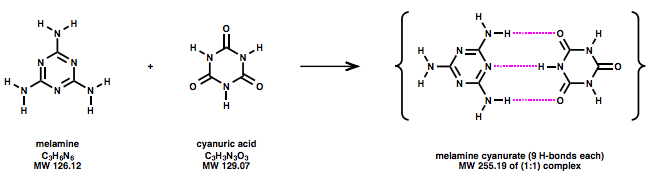 H H
N
N N
H N N N H
H H
+
O
H N N H
O N O
H
melamine
C3H6N6
MW 126.12
cyanuric acid
C3H3N3O3
MW 129.07
H
N H O H
H N N
H N N H N O
N N
N H O H
H
melamine cyanurate (9 H-bonds each)
MW 255.19 of (1:1) complex